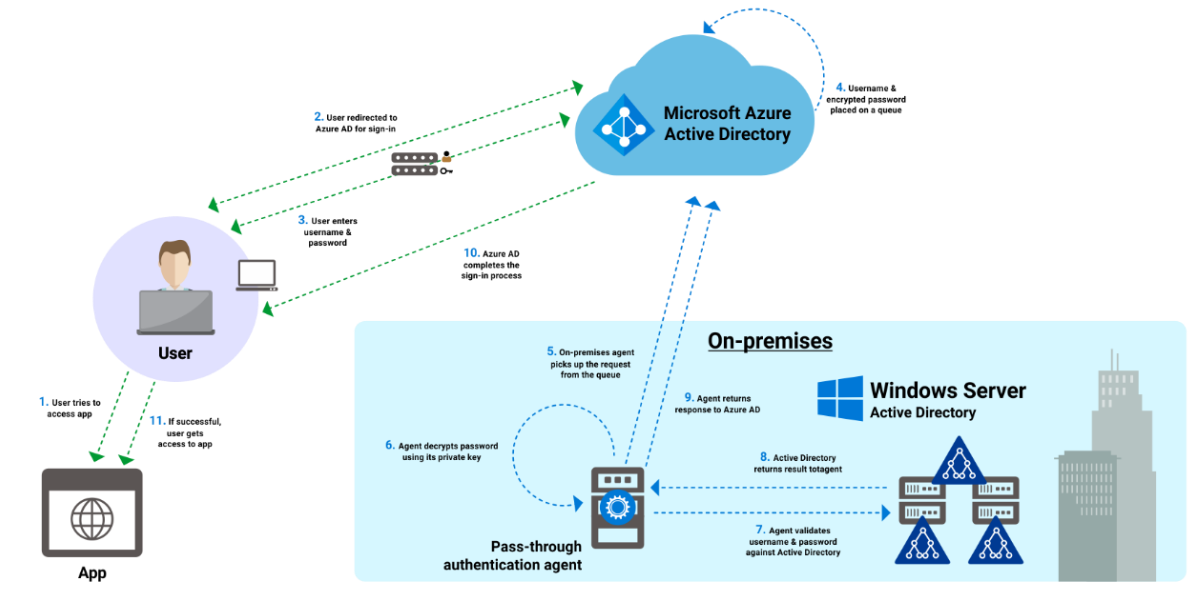 4. Username &
encrypted password
placed on a queue
Microsoft Azure
Active Directory
2. User redirected to
Azure AD for sign-in
3. User enters
username &
password
10. Azure AD
completes the
sign-in process
User
On-premises
5. On-premises agent
picks up the request
from the queue
9. Agent returns
response to Azure AD
Windows Server
Active Directory
1. User tries to
access app
11. If successful,
user gets
access to app
6. Agent decrypts password
using its private key
8. Active Directory
returns result totagent
7. Agent validates
username & password
against Active Directory
Pass-through
authentication agent
App